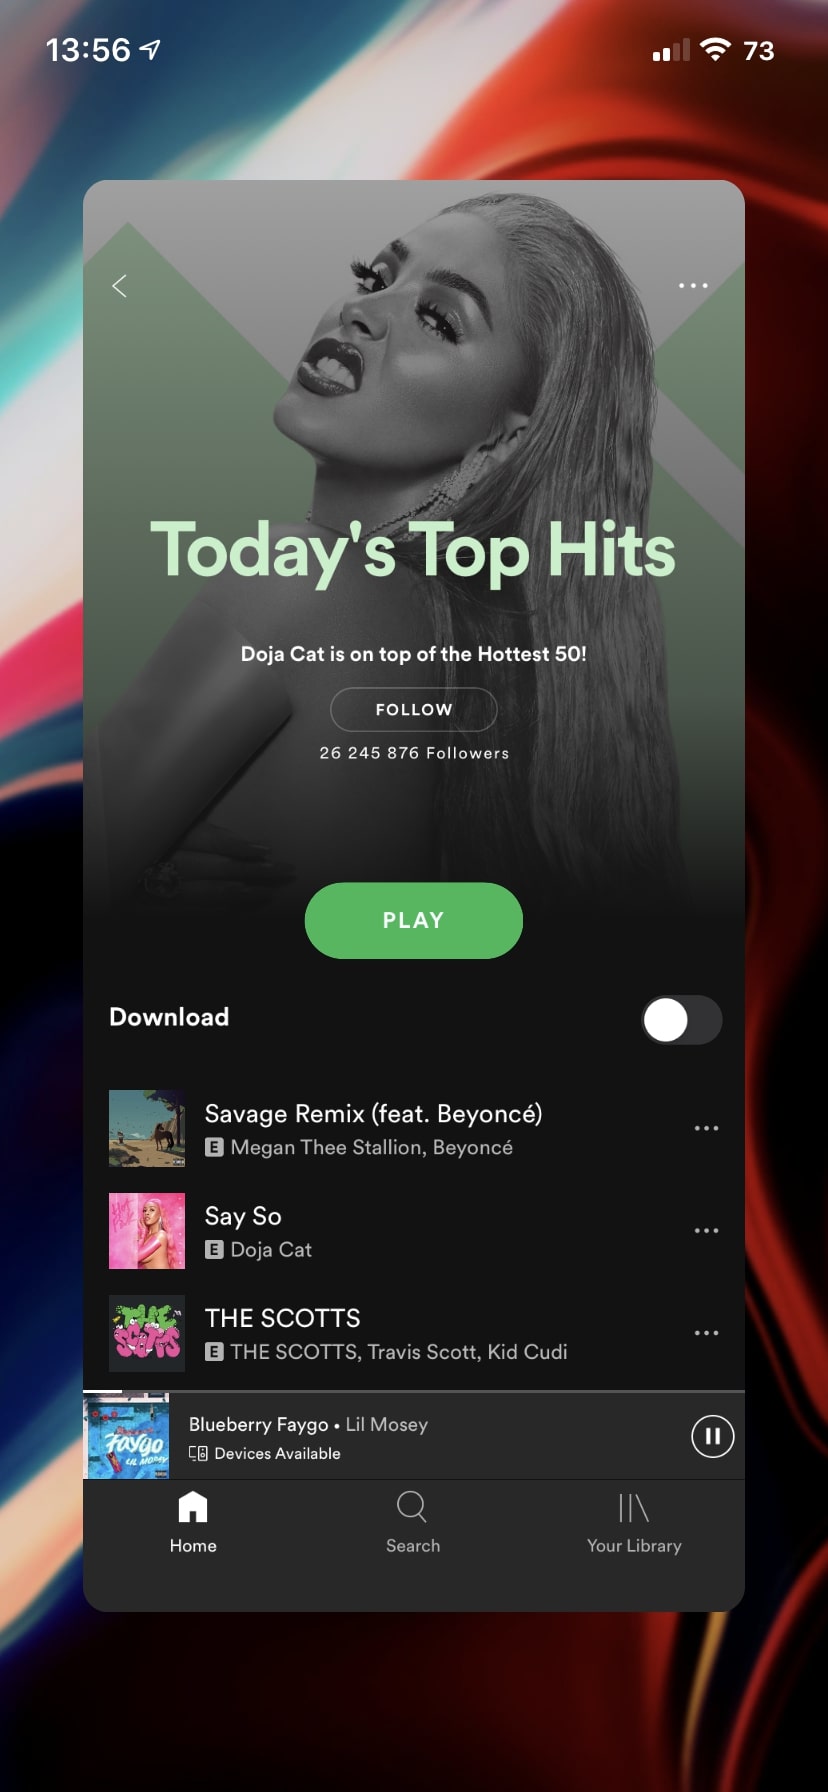 13:56
73
Today's Top Hits
Doja Cat is on top of the Hottest 50!
FOLLOW
26 245 876 Followers
PLAY
Download
Savage Remix (feat. Beyoncé)
E Megan Thee Stallion, Beyoncé
Say So
E Doja Cat
THE SCOTTS
THE SCOTTS
E THE SCOTTS, Travis Scott, Kid Cudi
Faygo
LIL MOSEY
Blueberry Faygo • Lil Mosey
Devices Available
Home
Search
Your Library